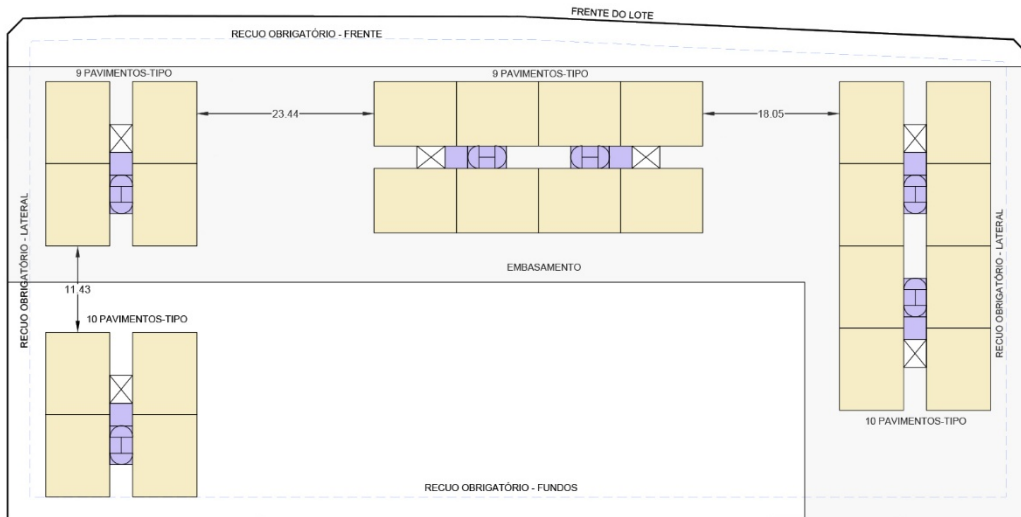 FRENTE DO LOTE
RECUO OBRIGATÓRIO - FRENTE
9 PAVIMENTOS-TIPO
9 PAVIMENTOS-TIPO
23.44
18.05
RECUO OBRIGATÓRIO - LATERAL
RECUO OBRIGATÓRIO - LATERAL
EMBASAMENTO
11.43
10 PAVIMENTOS-TIPO
10 PAVIMENTOS-TIPO
RECUO OBRIGATÓRIO - FUNDOS